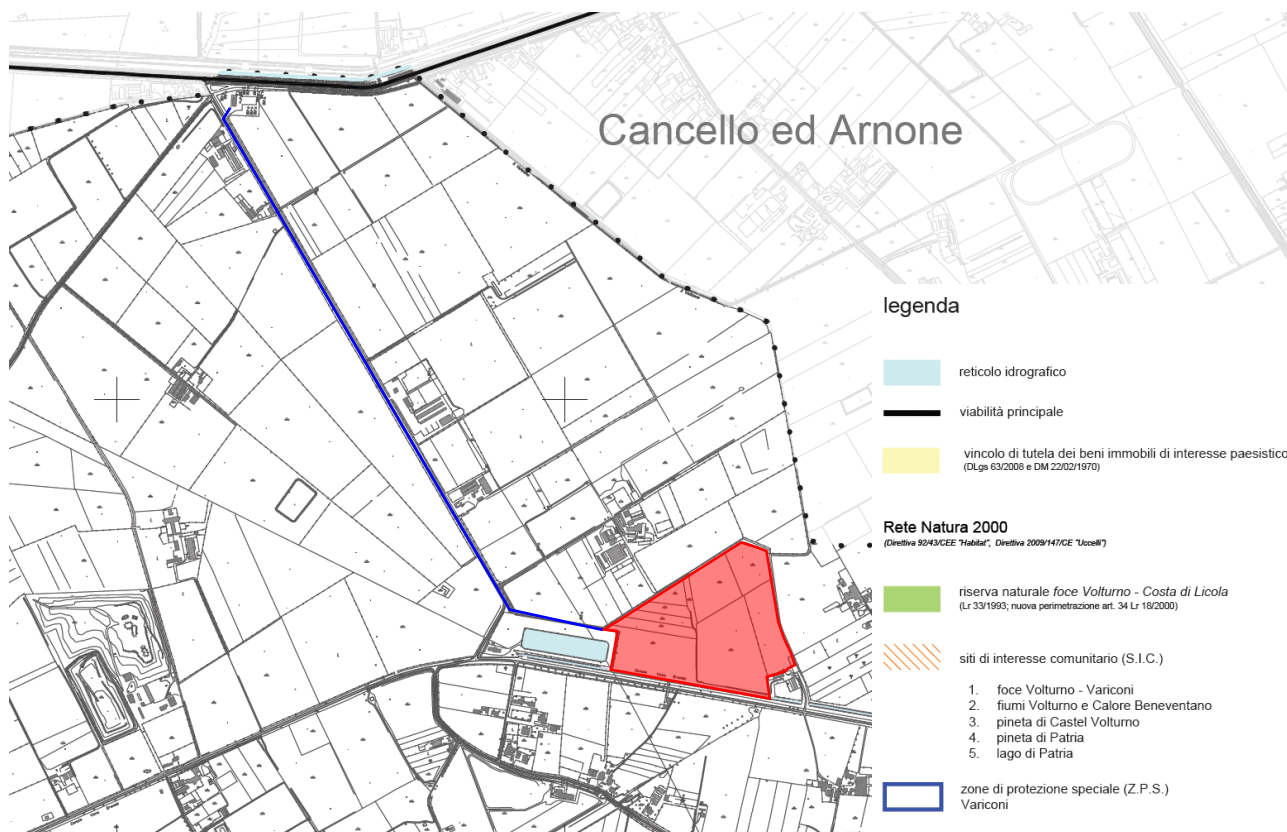 Cancello ed Arnone
legenda
reticolo idrografico
viabilità principale
vincolo di tutela dei beni immobili di interesse paesistico
(DLgs 63/2008 e DM 22/02/1970)
Rete Natura 2000
(Direttiva 92/43/CEE "Habitat", Direttiva 2009/147/CE "Uccelli")
riserva naturale foce Volturno - Costa di Licola
(Lr 33/1993; nuova perimetrazione art. 34 Lr 18/2000)
siti di interesse comunitario (S.I.C.)
1. foce Volturno - Variconi
2. fiumi Volturno e Calore Beneventano
3. pineta di Castel Volturno
4. pineta di Patria
5. lago di Patria
zone di protezione speciale (Z.P.S.)
Variconi